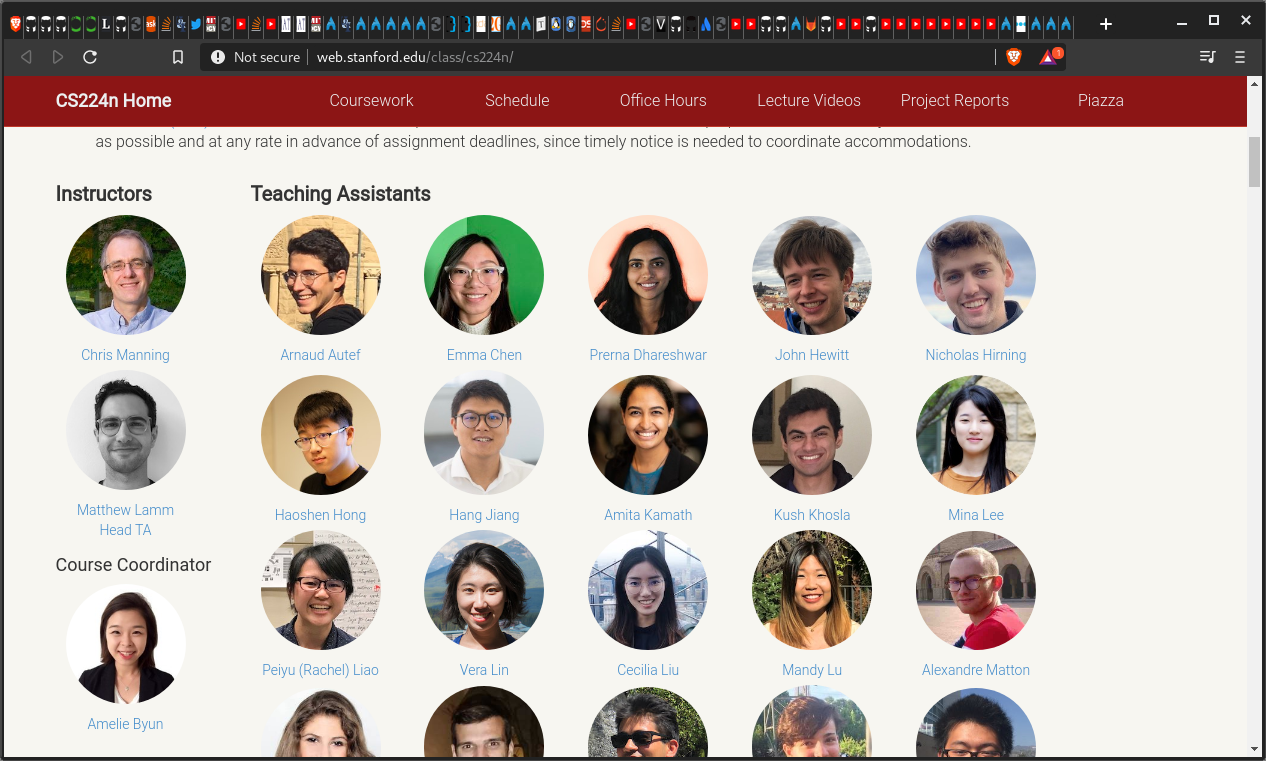 Not secure
web.stanford.edu/class/cs224n/
1
CS224n Home
Coursework
Schedule
Office Hours
Lecture Videos
Project Reports
Piazza
as possible and at any rate in advance of assignment deadlines, since timely notice is needed to coordinate accommodations.
Instructors
Teaching Assistants
Chris Manning
Arnaud Autef
Emma Chen
Prerna Dhareshwar
John Hewitt
Nicholas Hirning
Matthew Lamm
Head TA
Haoshen Hong
Hang Jiang
Amita Kamath
Kush Khosla
Mina Lee
Course Coordinator
Peiyu (Rachel) Liao
Vera Lin
Cecilia Liu
Mandy Lu
Alexandre Matton
Amelie Byun